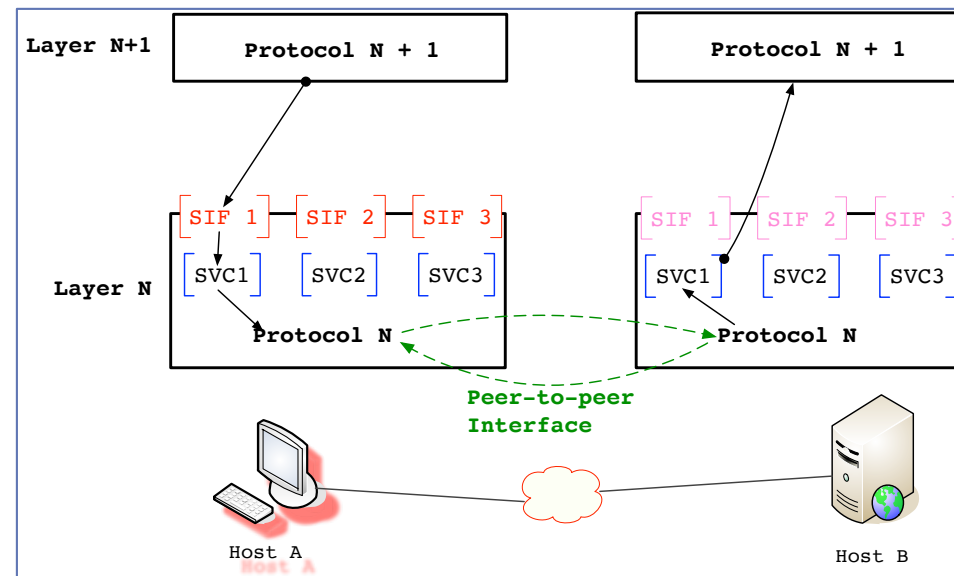 Layer N+1
Protocol N + 1
Protocol N + 1
SIF 1
SIF 2
SIF 3
SIF 1
SIF 2
SIF 3
SVC1
SVC2
SVC3
SVC1
SVC2
SVC3
Layer N
Protocol N
Protocol N
Peer-to-peer
Interface
Host A
Host A
Host B